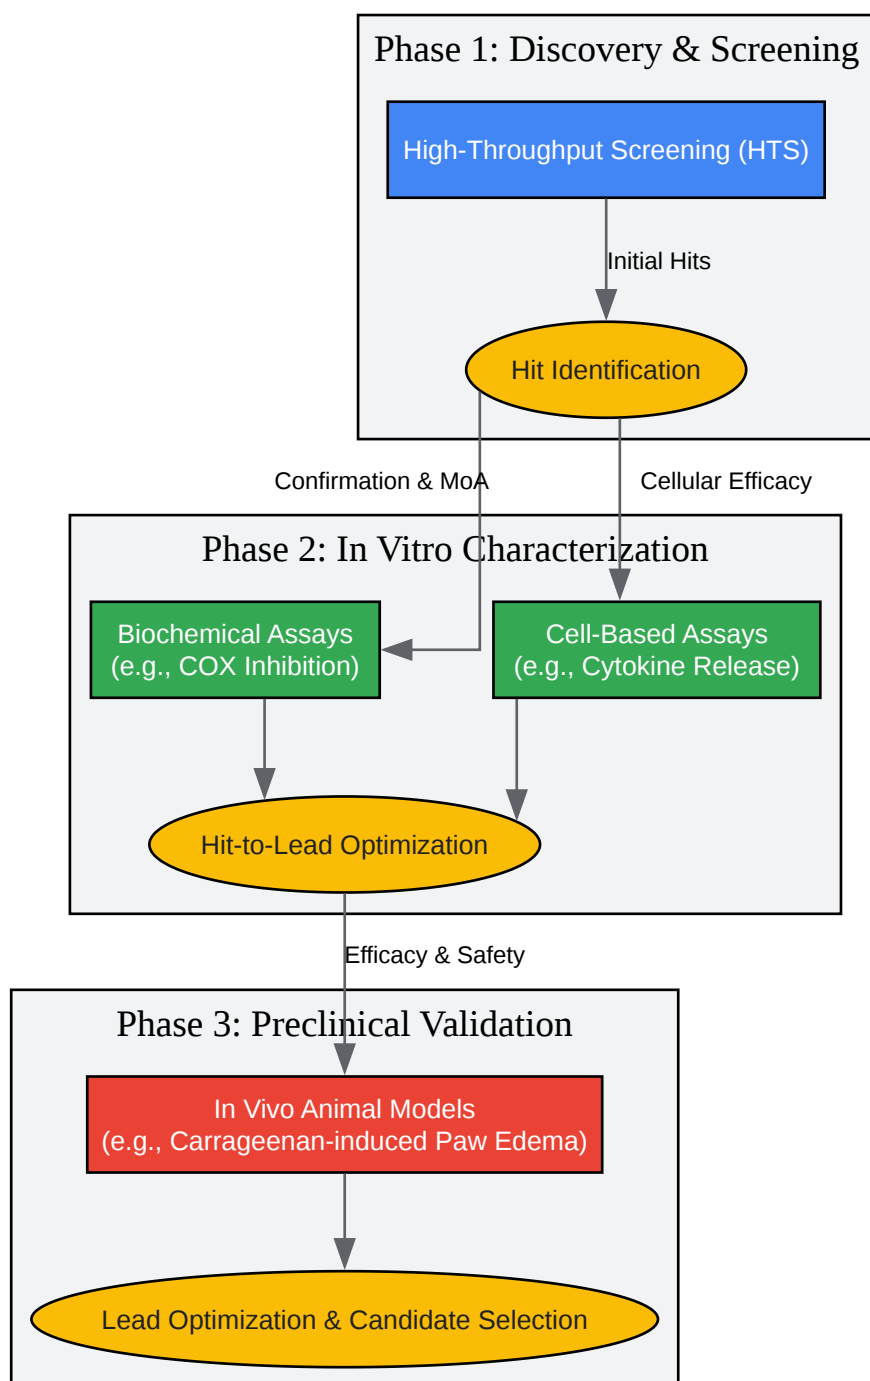 Phase 1: Discovery & Screening
High-Throughput Screening (HTS)
Initial Hits
Hit Identification
Confirmation & MoA
Cellular Efficacy
Phase 2: In Vitro Characterization
Biochemical Assays
(e.g., COX Inhibition)
Cell-Based Assays
(e.g., Cytokine Release)
Hit-to-Lead Optimization
Efficacy & Safety
Phase 3: Preclinical Validation
In Vivo Animal Models
(e.g., Carrageenan-induced Paw Edema)
Lead Optimization & Candidate Selection